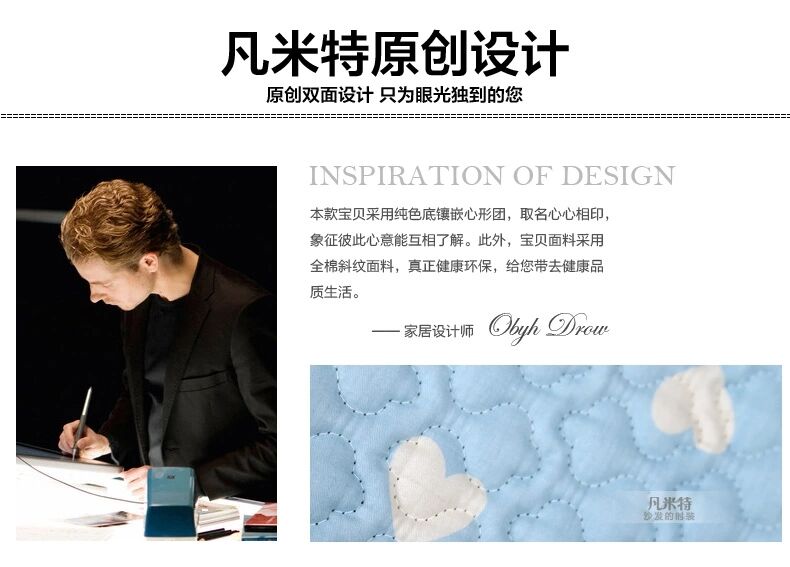 凡米特原创设计
原创双面设计 只为眼光独到的您
INSPIRATION OF DESIGN
本款宝贝采用纯色底镶嵌心形团，取名心心相印，
象征彼此心意能互相了解。此外，宝贝面料采用
全棉斜纹面料，真正健康环保，给您带去健康品
质生活。
—— 家居设计师 Obyh Drow
凡米特
沙发的时装